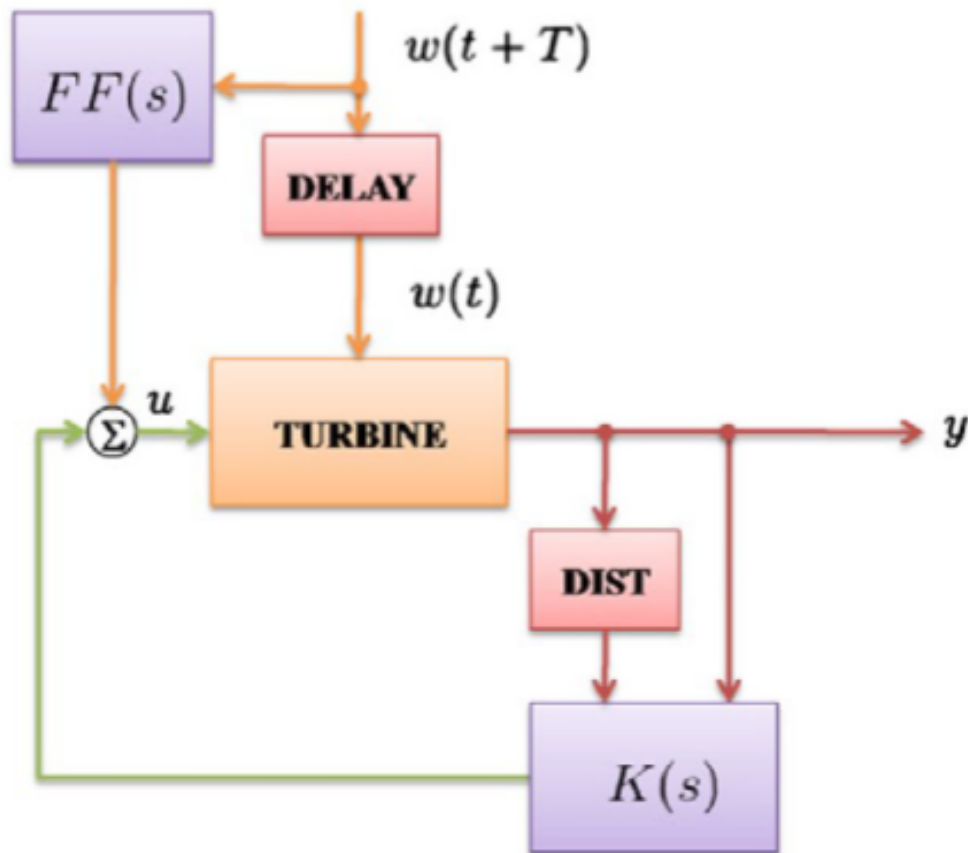 w(t + T)
FF(s)
DELAY
w(t)
u
Σ
TURBINE
y
DIST
K(s)